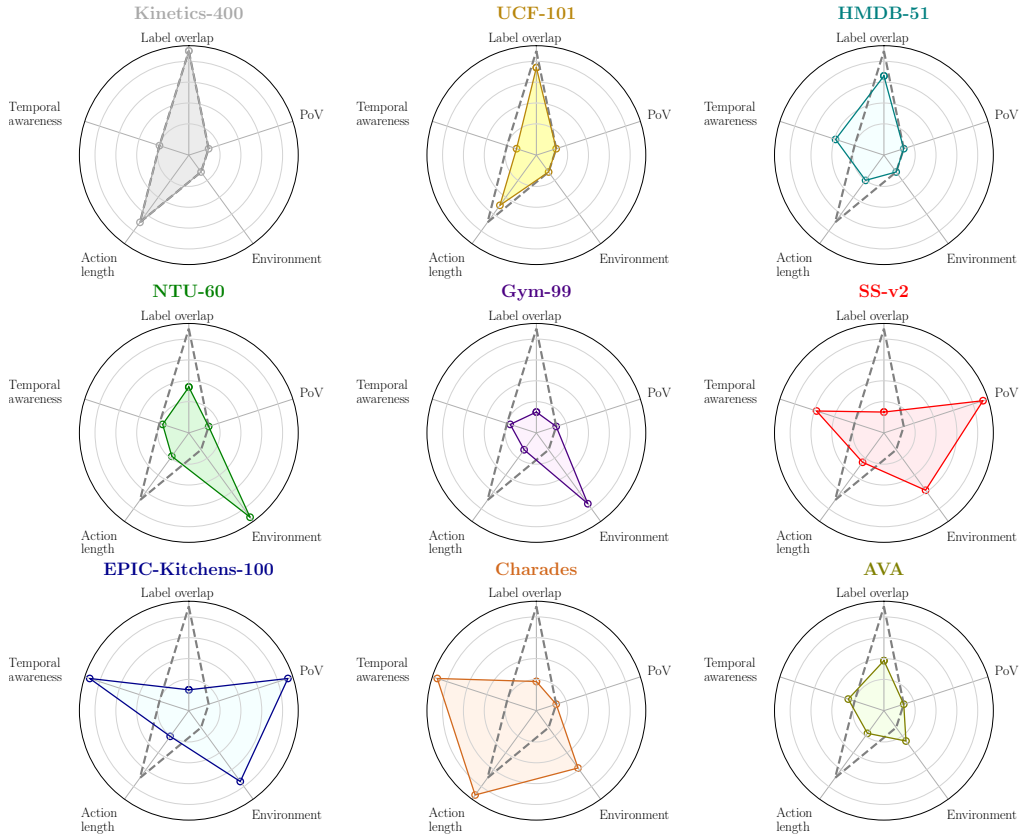 Kinetics-400
UCF-101
HMDB-51
Label overlap
Label overlap
Label overlap
Temporal
awareness
PoV
Temporal
awareness
PoV
Temporal
awareness
PoV
Action
length
Environment
Action
length
Environment
Action
length
Environment
NTU-60
Gym-99
SS-v2
Label overlap
Label overlap
Label overlap
Temporal
awareness
PoV
Temporal
awareness
PoV
Temporal
awareness
PoV
Action
length
Environment
Action
length
Environment
Action
length
Environment
EPIC-Kitchens-100
Charades
AVA
Label overlap
Label overlap
Label overlap
Temporal
awareness
PoV
Temporal
awareness
PoV
Temporal
awareness
PoV
Action
length
Environment
Action
length
Environment
Action
length
Environment